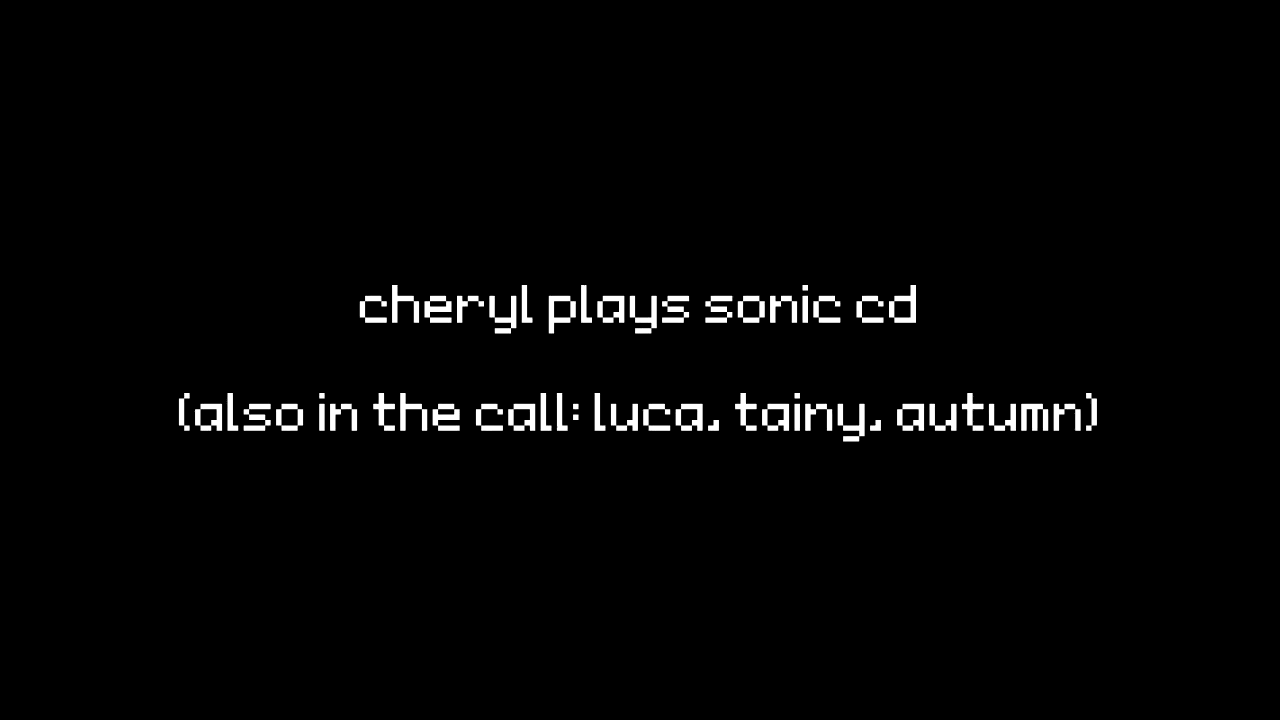 cheryl plays sonic cd
(also in the call: luca, tainy, autumn)